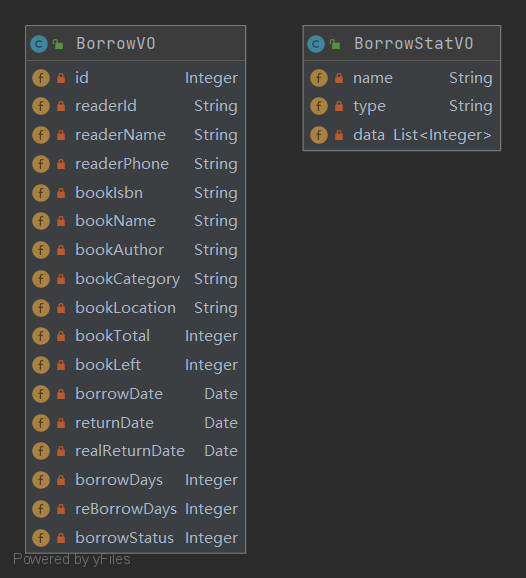 BorrowVO
id Integer
readerId String
readerName String
readerPhone String
bookIsbn String
bookName String
bookAuthor String
bookCategory String
bookLocation String
bookTotal Integer
bookLeft Integer
borrowDate Date
returnDate Date
realReturnDate Date
borrowDays Integer
reBorrowDays Integer
borrowStatus Integer
BorrowStatVO
name String
type String
data List<Integer>
Powered by yFiles